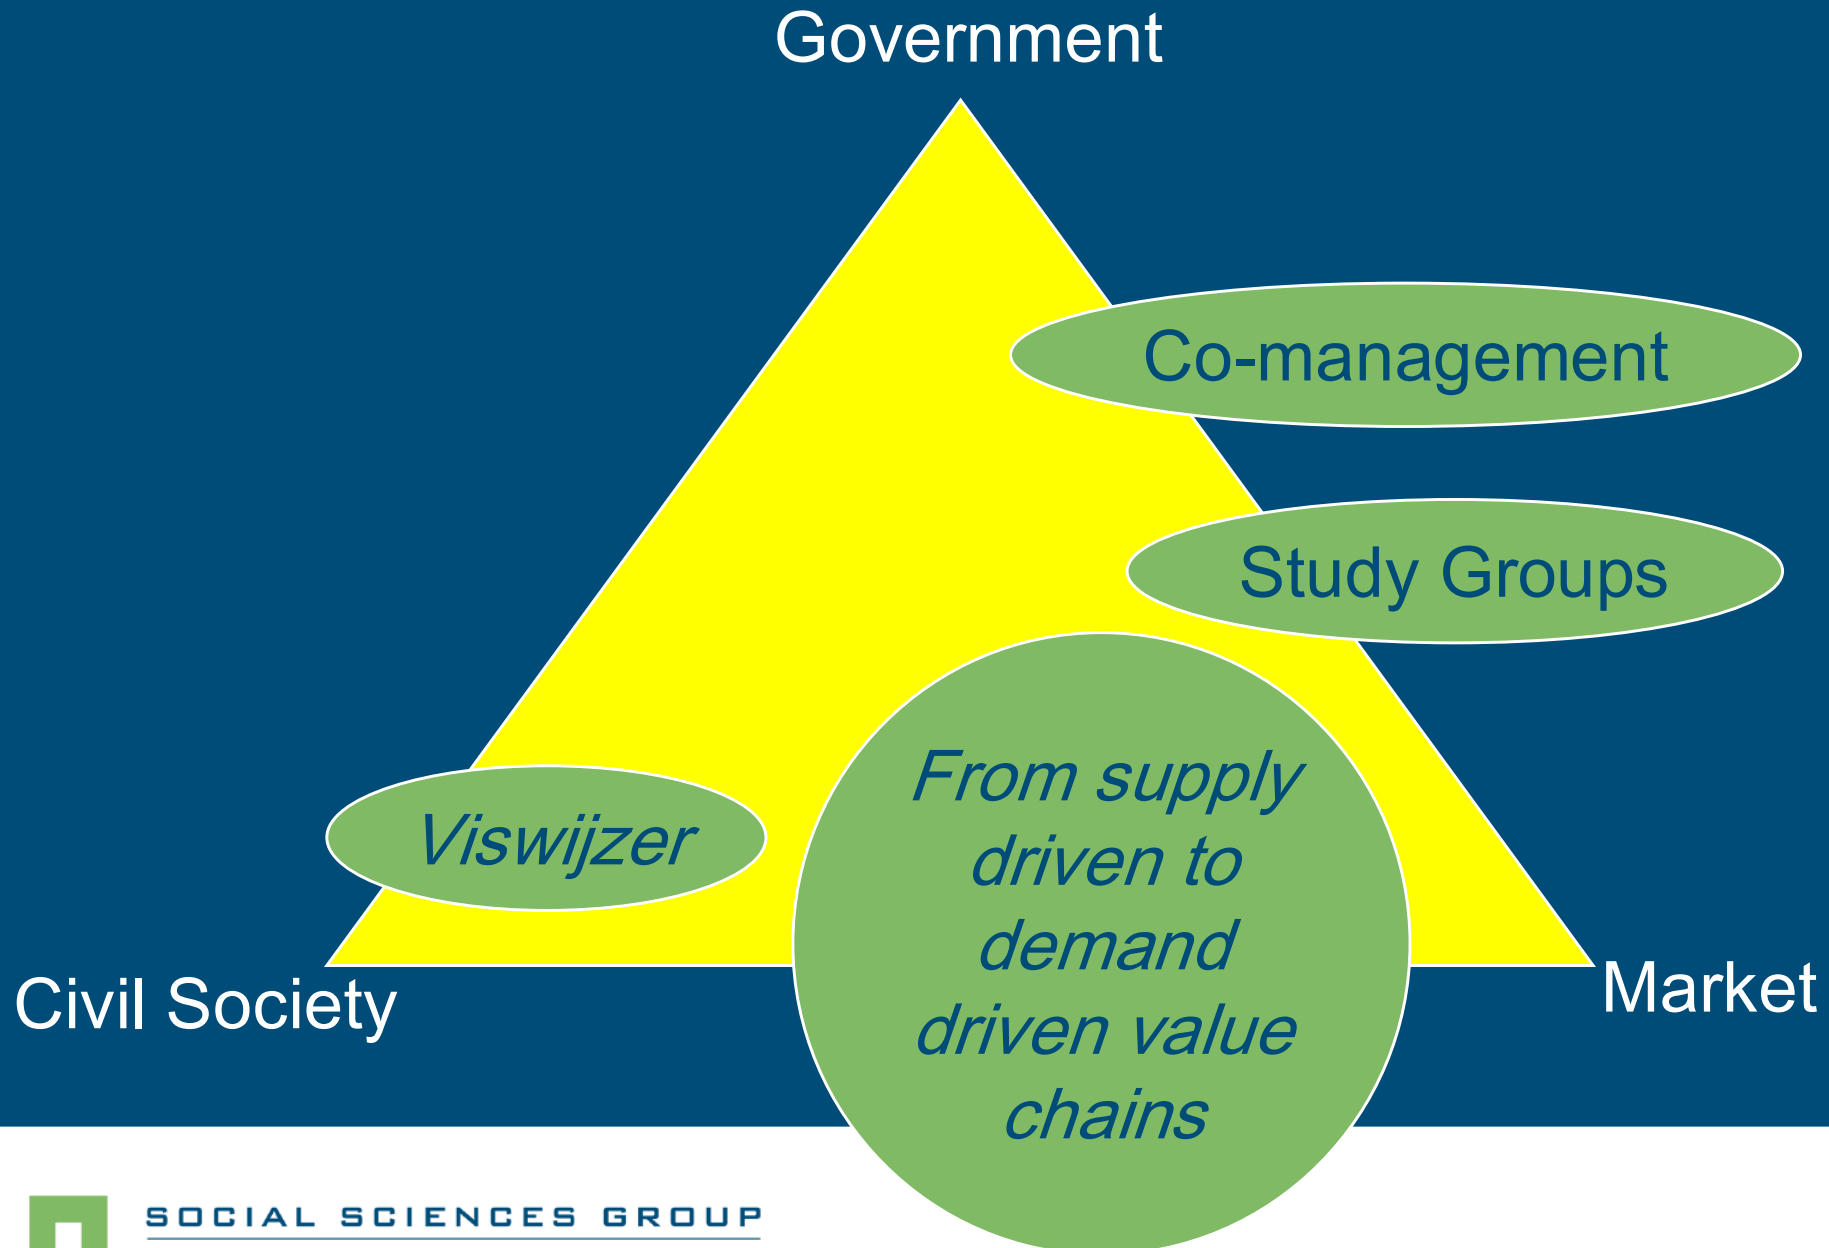 Government
Co-management
Study Groups
From supply
driven to
demand
driven value
chains
Viswijzer
Civil Society
Market
SOCIAL SCIENCES GROUP